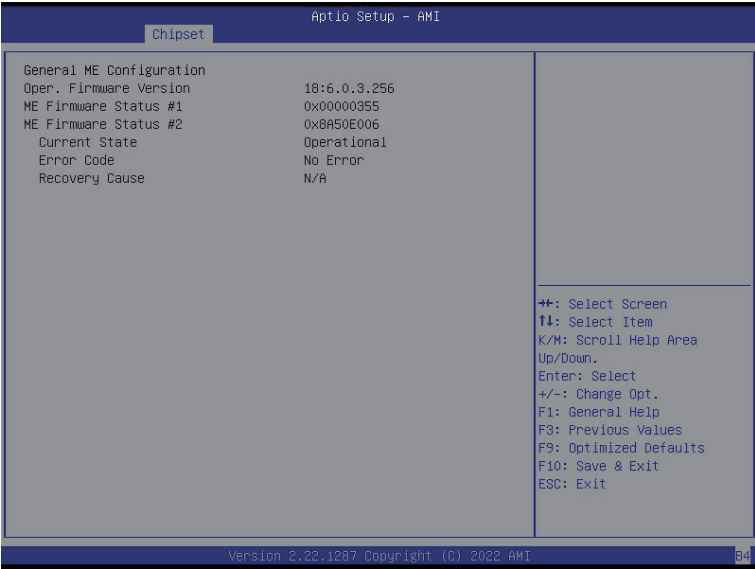 Aptio Setup – AMI
Chipset
General ME Configuration
Oper. Firmware Version 18:6.0.3.256
ME Firmware Status #1 0x00000355
ME Firmware Status #2 0x8A50E006
Current State Operational
Error Code No Error
Recovery Cause N/A
→←: Select Screen
↑↓: Select Item
K/M: Scroll Help Area
Up/Down.
Enter: Select
+/-: Change Opt.
F1: General Help
F3: Previous Values
F9: Optimized Defaults
F10: Save & Exit
ESC: Exit
Version 2.22.1287 Copyright (C) 2022 AMI
B4